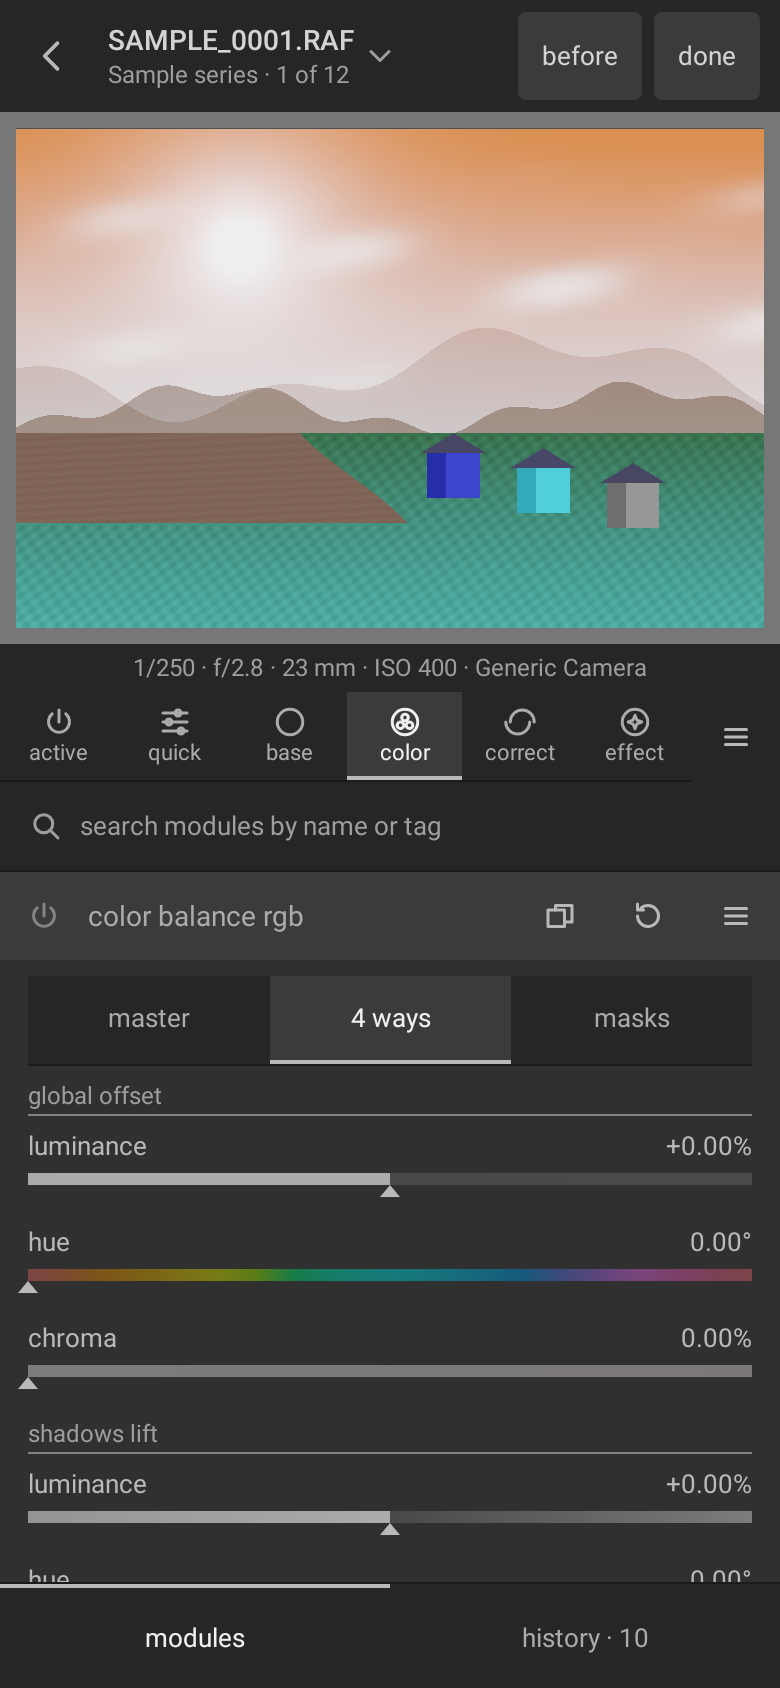 SAMPLE_0001.RAF
Sample series · 1 of 12
before
done
1/250 · f/2.8 · 23 mm · ISO 400 · Generic Camera
active
quick
base
color
correct
effect
search modules by name or tag
color balance rgb
master
4 ways
masks
global offset
luminance +0.00%
hue 0.00°
chroma 0.00%
shadows lift
luminance +0.00%
hue 0.00°
modules
history · 10